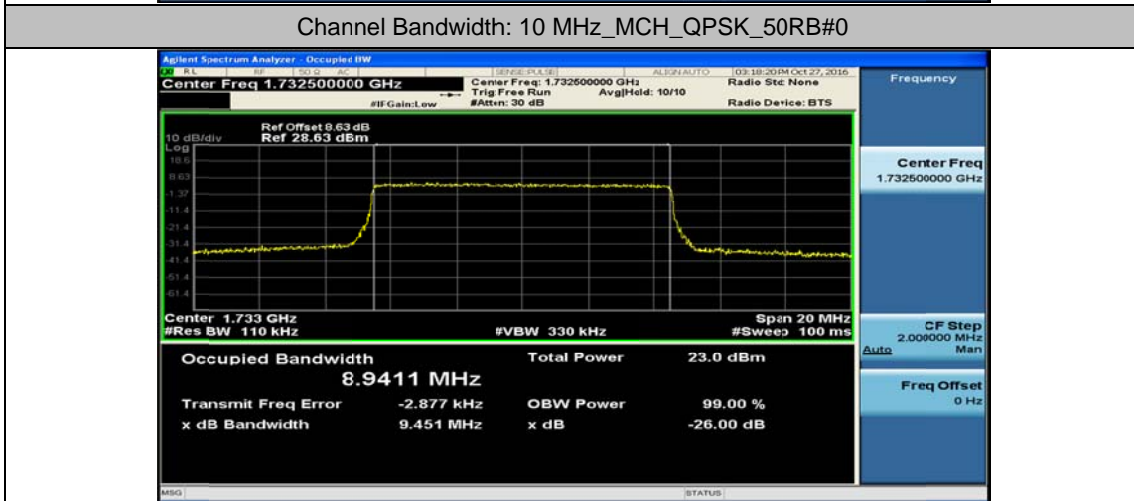 Channel Bandwidth: 10 MHz_MCH_QPSK_50RB#0
Agilent Spectrum Analyzer - Occupied BW
RL RF 50 Ω AC SENSE:PULSE ALIGN AUTO 03:18:20 PM Oct 27, 2016
Center Freq 1.732500000 GHz
Center Freq: 1.732500000 GHz
Radio Std: None
Trig: Free Run Avg|Hold: 10/10
#IFGain:Low #Atten: 30 dB Radio Device: BTS
Frequency
Ref Offset 8.63 dB
10 dB/div Ref 28.63 dBm
Log
18.6
8.63
-1.37
-11.4
-21.4
-31.4
-41.4
-51.4
-61.4
Center Freq
1.732500000 GHz
Center 1.733 GHz Span 20 MHz
#Res BW 110 kHz #VBW 330 kHz #Sweep 100 ms
CF Step
2.000000 MHz
Auto Man
Occupied Bandwidth Total Power 23.0 dBm
8.9411 MHz
Transmit Freq Error -2.877 kHz OBW Power 99.00 %
x dB Bandwidth 9.451 MHz x dB -26.00 dB
Freq Offset
0 Hz
MSG STATUS